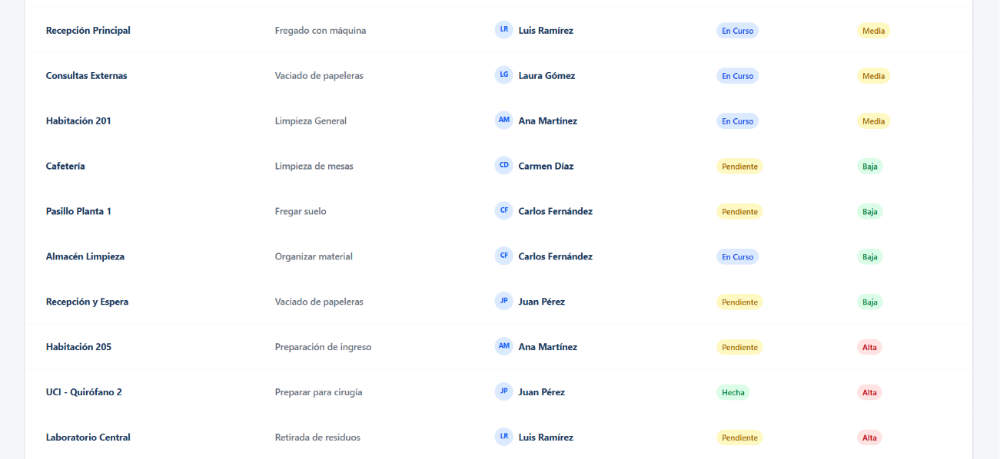 Recepción Principal Fregado con máquina LR Luis Ramírez En Curso Media
Consultas Externas Vaciado de papeleras LG Laura Gómez En Curso Media
Habitación 201 Limpieza General AM Ana Martínez En Curso Media
Cafetería Limpieza de mesas CD Carmen Díaz Pendiente Baja
Pasillo Planta 1 Fregar suelo CF Carlos Fernández Pendiente Baja
Almacén Limpieza Organizar material CF Carlos Fernández En Curso Baja
Recepción y Espera Vaciado de papeleras JP Juan Pérez Pendiente Baja
Habitación 205 Preparación de ingreso AM Ana Martínez Pendiente Alta
UCI - Quirófano 2 Preparar para cirugía JP Juan Pérez Hecha Alta
Laboratorio Central Retirada de residuos LR Luis Ramírez Pendiente Alta